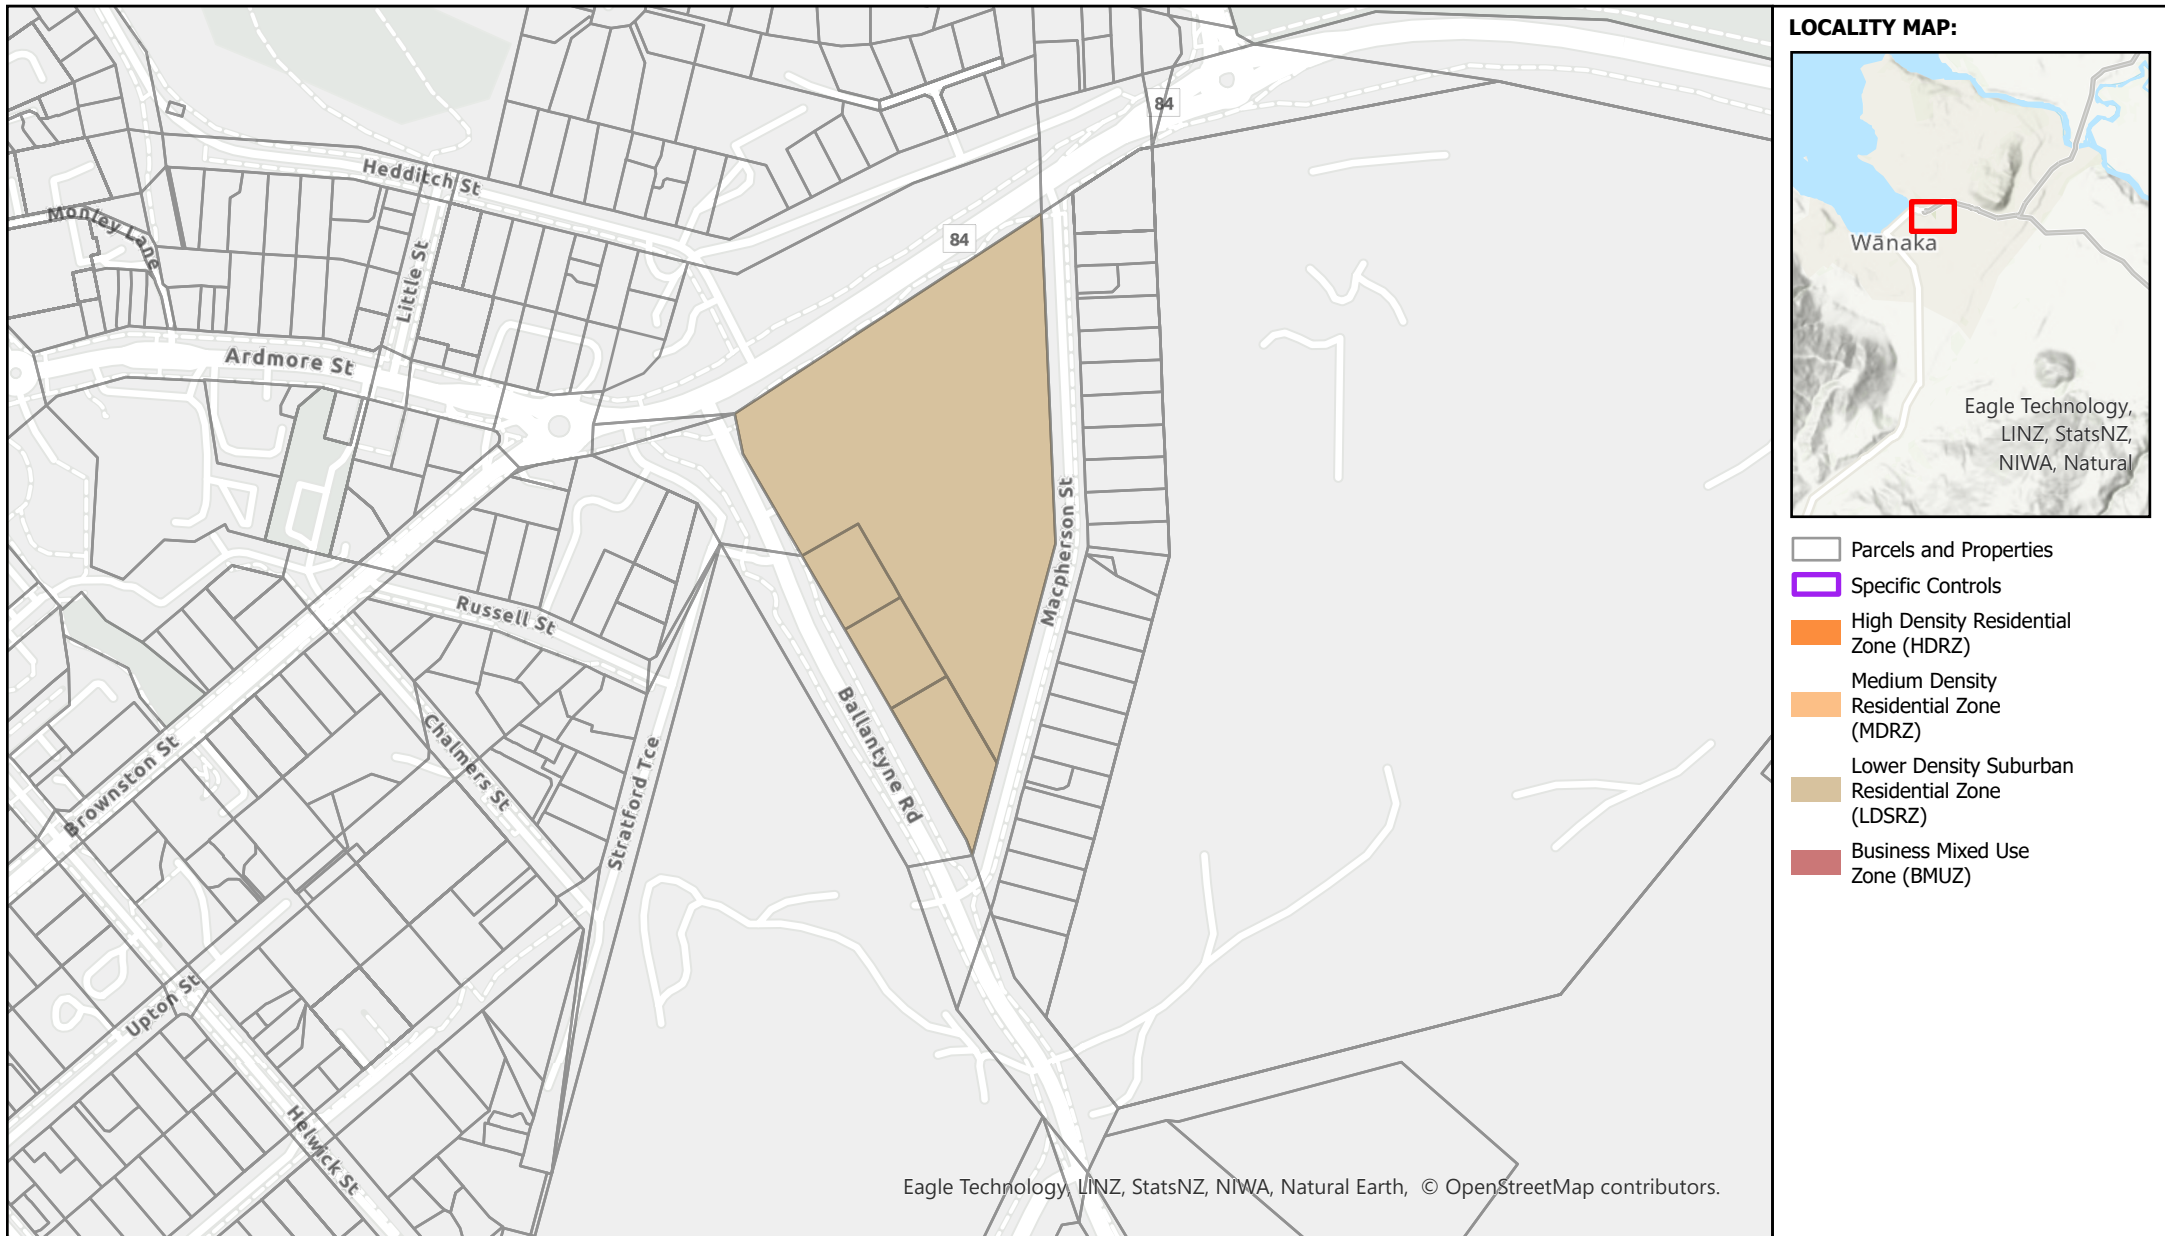 84
Hedditch St
Monley Lane
84
Little St
Ardmore St
Macpherson St
Russell St
Ballantyne Rd
Chalmers St
Stratford Tce
Brownston St
Upton St
Helwick St
Eagle Technology, LINZ, StatsNZ, NIWA, Natural Earth, © OpenStreetMap contributors.
LOCALITY MAP:
Wānaka
Eagle Technology,
LINZ, StatsNZ,
NIWA, Natural
Parcels and Properties
Specific Controls
High Density Residential
Zone (HDRZ)
Medium Density
Residential Zone
(MDRZ)
Lower Density Suburban
Residential Zone
(LDSRZ)
Business Mixed Use
Zone (BMUZ)